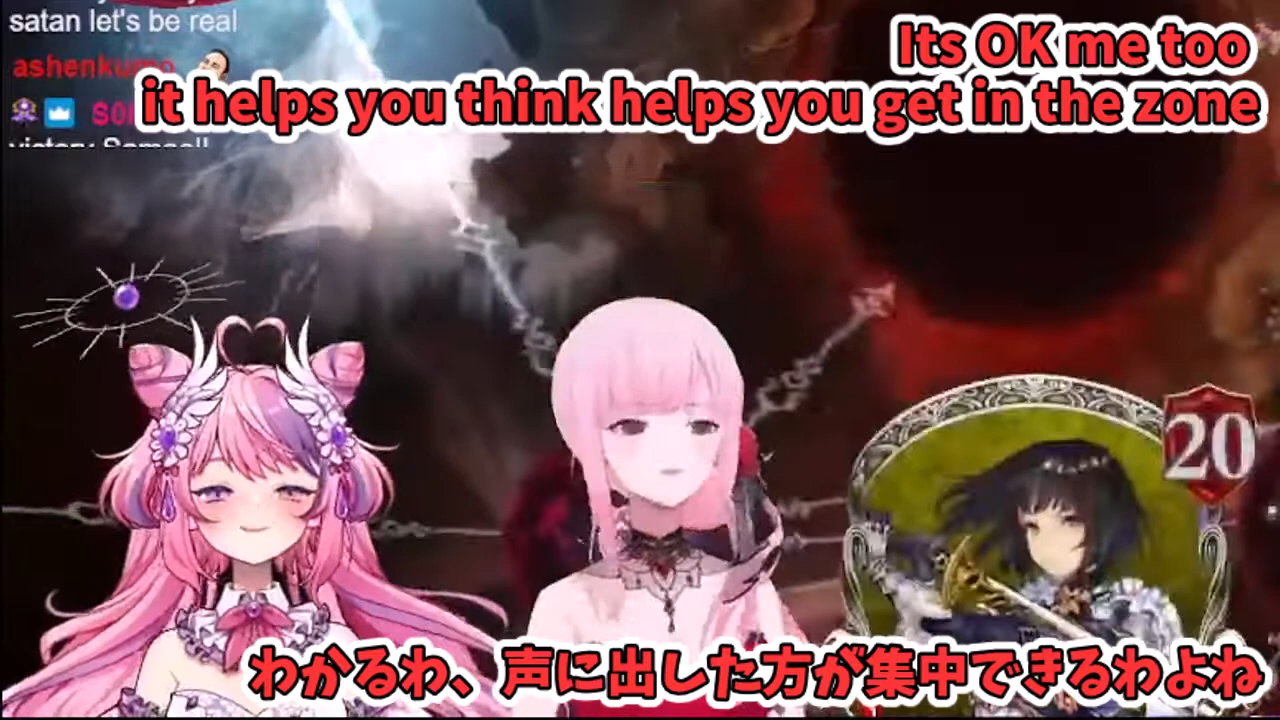 satan let's be real
ashenkumo
Its OK me too
it helps you think helps you get in the zone
20
わかるわ、声に出した方が集中できるわよね